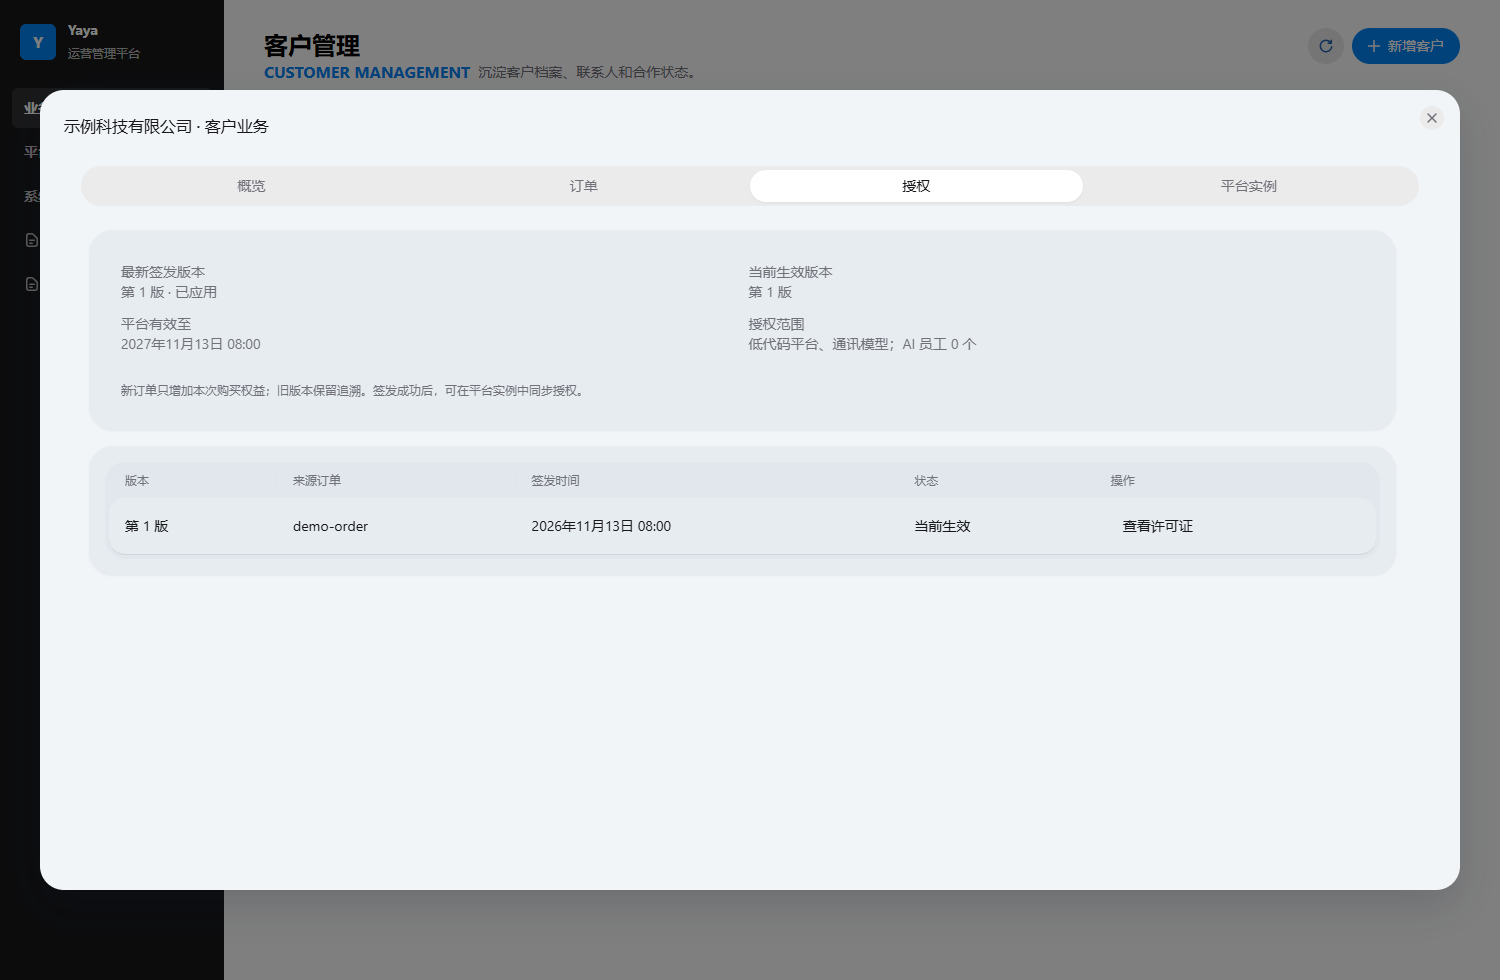 Yaya
运营管理平台
客户管理
CUSTOMER MANAGEMENT 沉淀客户档案、联系人和合作状态。
新增客户
示例科技有限公司 · 客户业务
概览 订单 授权 平台实例
最新签发版本 当前生效版本
第 1 版 · 已应用 第 1 版
平台有效至 授权范围
2027年11月13日 08:00 低代码平台、通讯模型；AI 员工 0 个
新订单只增加本次购买权益；旧版本保留追溯。签发成功后，可在平台实例中同步授权。
版本 来源订单 签发时间 状态 操作
第 1 版 demo-order 2026年11月13日 08:00 当前生效 查看许可证